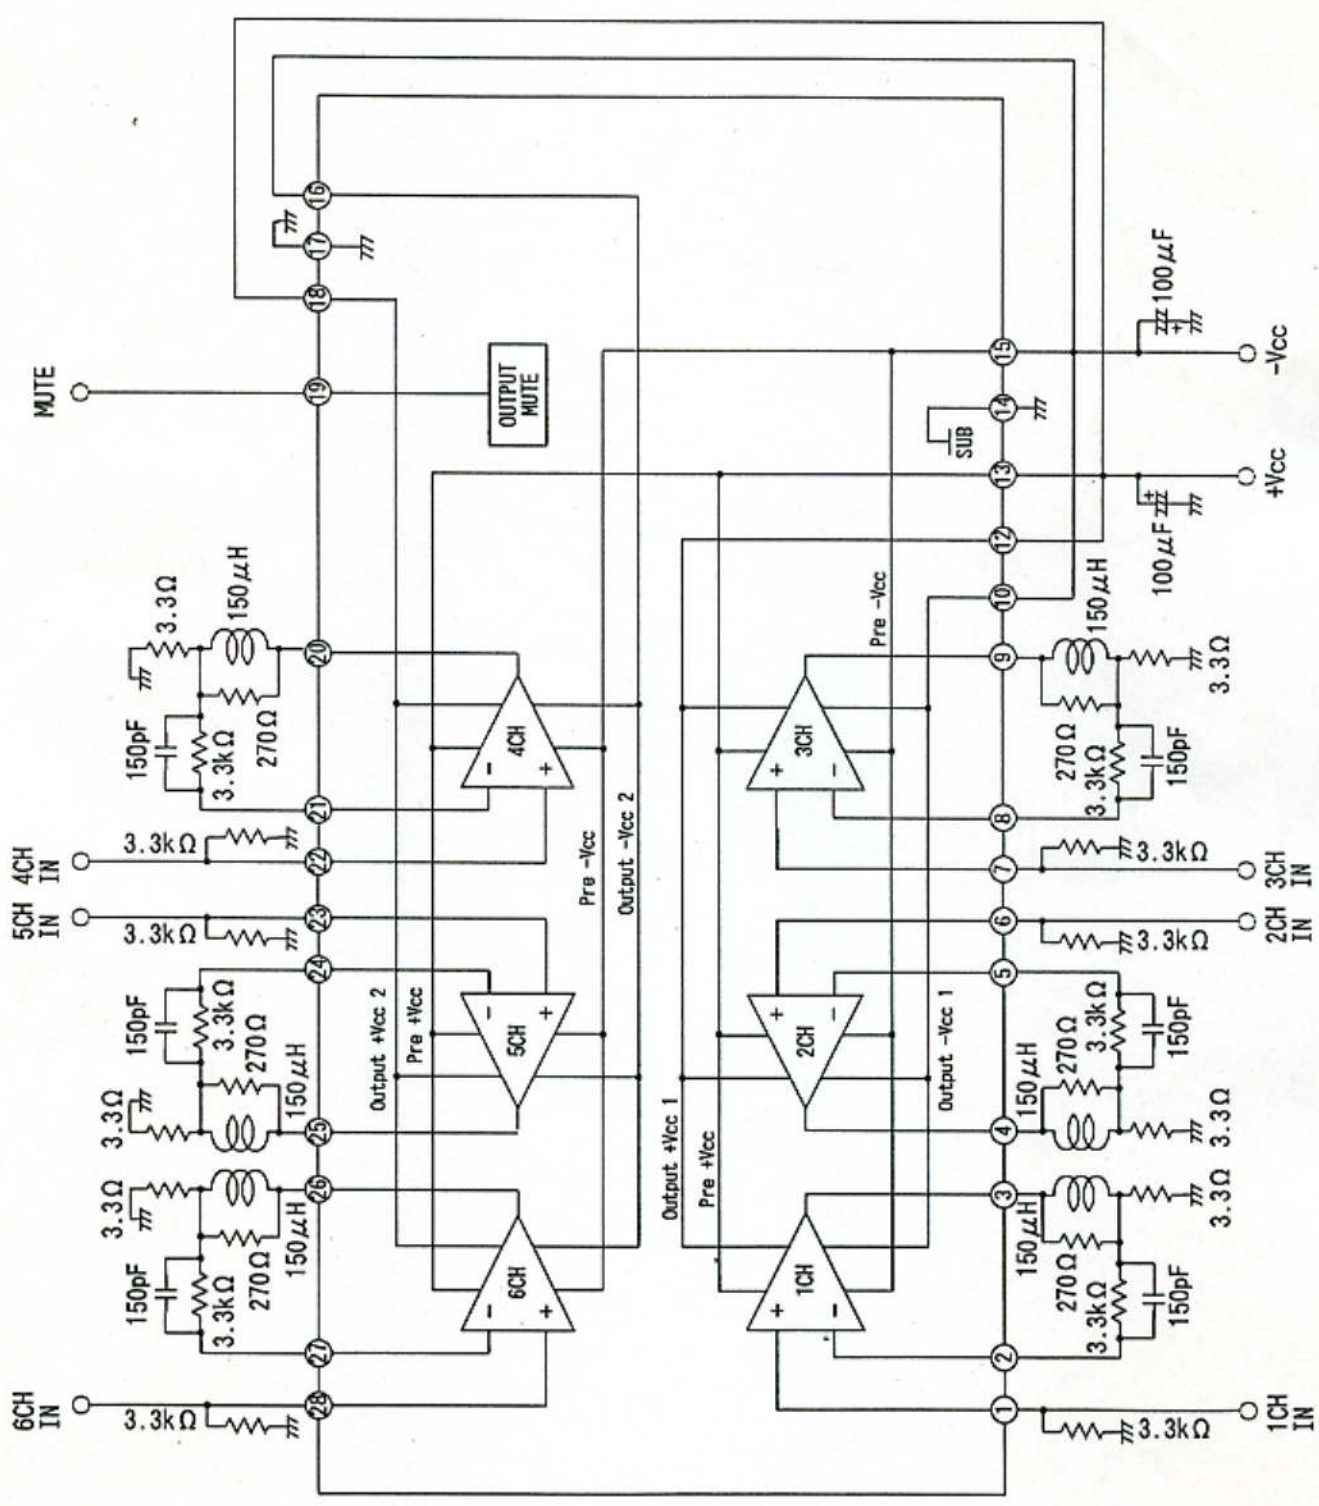 MUTE
16
17
18
19
OUTPUT
MUTE
3.3Ω
150μH
20
150pF
3.3kΩ
270Ω
21
4CH
-
+
4CH
IN
3.3kΩ
22
5CH
IN
3.3kΩ
23
24
150pF
3.3kΩ
270Ω
150μH
3.3Ω
25
5CH
-
+
Output +Vcc 2
Pre +Vcc
Pre -Vcc
Output -Vcc 2
3.3Ω
26
150μH
270Ω
150pF
3.3kΩ
27
6CH
-
+
6CH
IN
3.3kΩ
28
100μF
+
-Vcc
15
14
SUB
13
+Vcc
+
100μF
12
10
150μH
9
3.3Ω
270Ω
3.3kΩ
150pF
Pre -Vcc
3CH
+
-
8
7
3.3kΩ
3CH
IN
6
3.3kΩ
2CH
IN
5
3.3kΩ
270Ω
150μH
150pF
3.3Ω
4
2CH
+
-
Output -Vcc 1
Output +Vcc 1
Pre +Vcc
3
150μH
3.3Ω
270Ω
3.3kΩ
150pF
1CH
+
-
2
1
3.3kΩ
1CH
IN